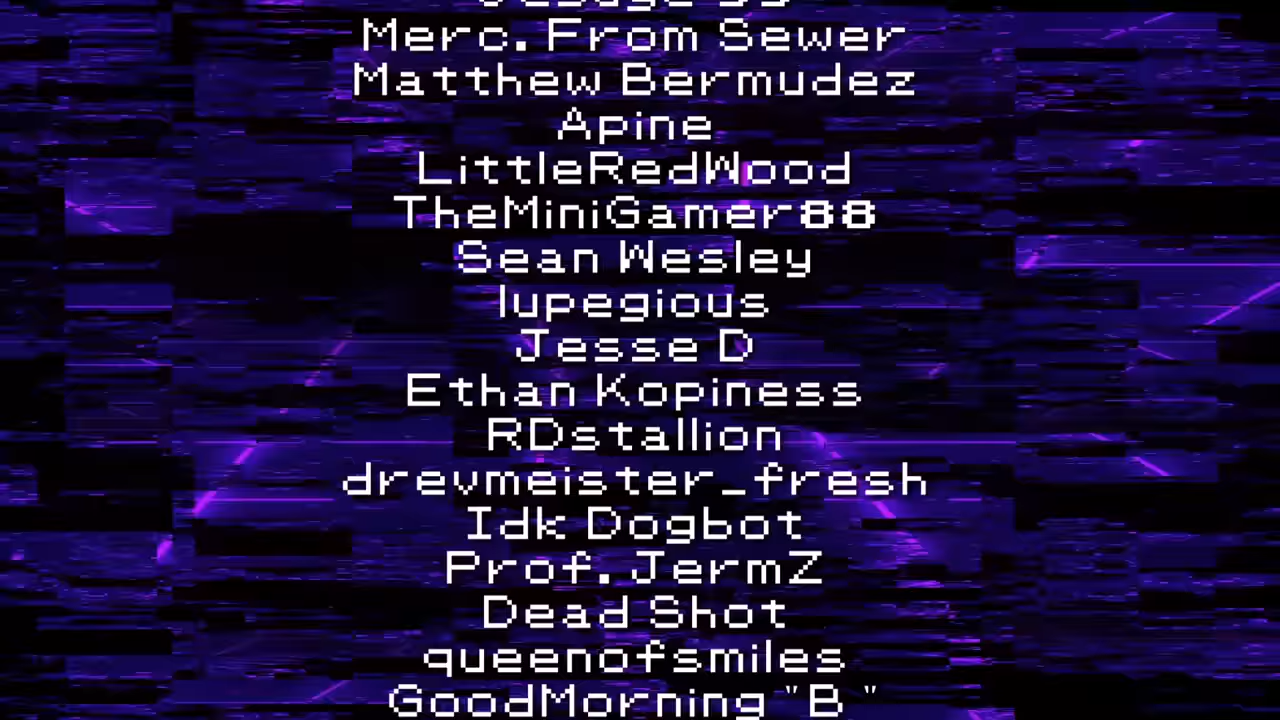 Merc. From Sewer
Matthew Bermudez
Apine
LittleRedWood
TheMiniGamer88
Sean Wesley
lupegious
Jesse D
Ethan Kopiness
RDstallion
drevmeister_fresh
Idk Dogbot
Prof. JermZ
Dead Shot
queenofsmiles
GoodMorning "B "